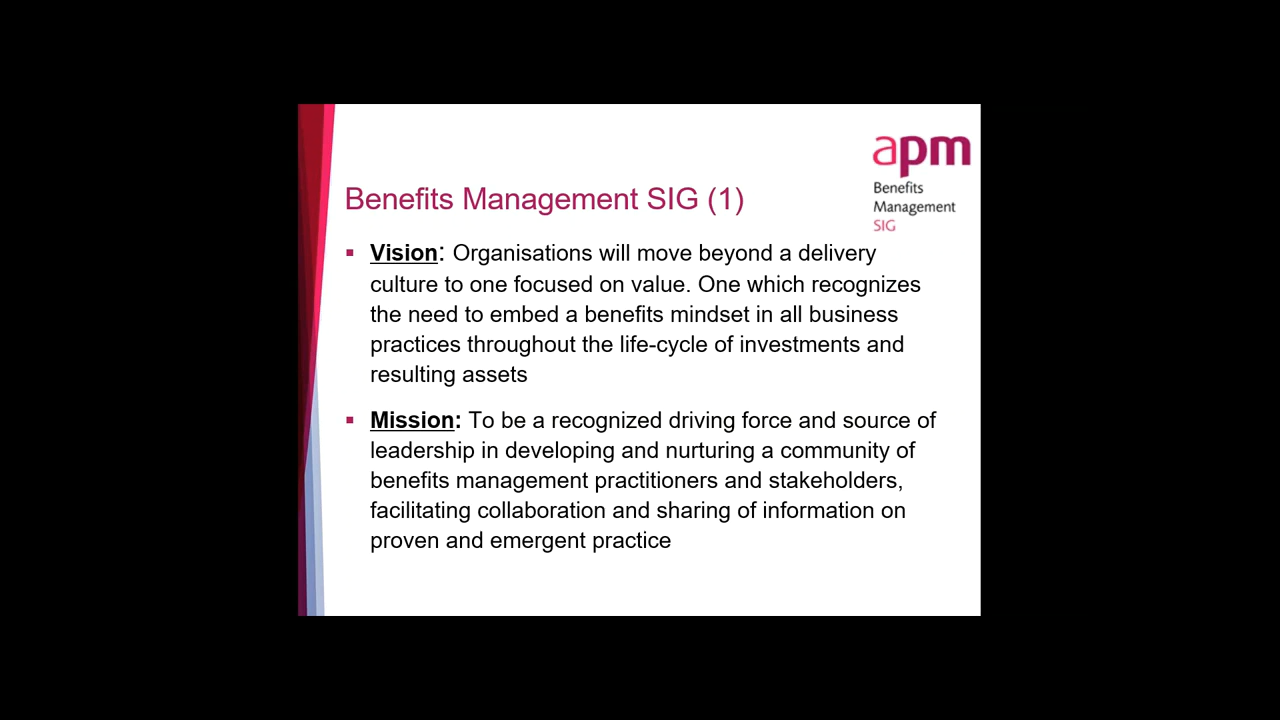 apm
Benefits
Management
SIG
Benefits Management SIG (1)
▪ Vision: Organisations will move beyond a delivery
culture to one focused on value. One which recognizes
the need to embed a benefits mindset in all business
practices throughout the life-cycle of investments and
resulting assets
▪ Mission: To be a recognized driving force and source of
leadership in developing and nurturing a community of
benefits management practitioners and stakeholders,
facilitating collaboration and sharing of information on
proven and emergent practice